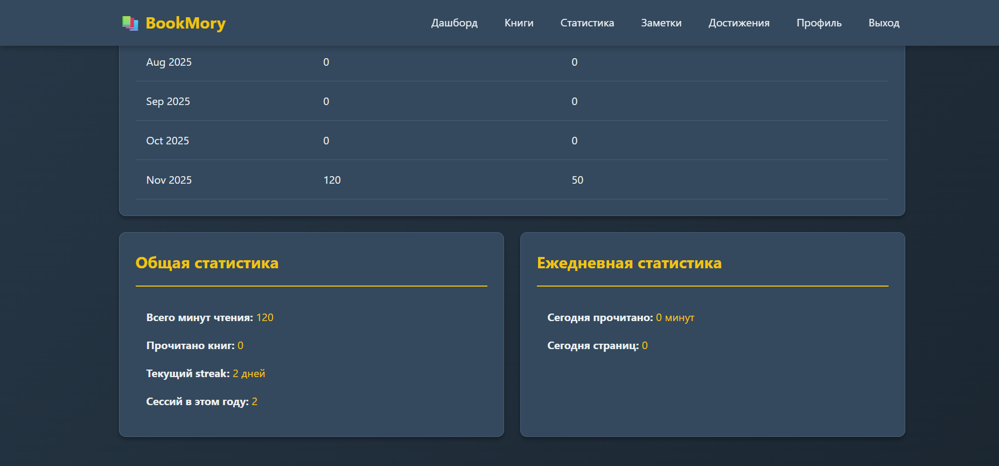 BookMory Дашборд Книги Статистика Заметки Достижения Профиль Выход
Aug 2025 0 0
Sep 2025 0 0
Oct 2025 0 0
Nov 2025 120 50
Общая статистика
Всего минут чтения: 120
Прочитано книг: 0
Текущий streak: 2 дней
Сессий в этом году: 2
Ежедневная статистика
Сегодня прочитано: 0 минут
Сегодня страниц: 0